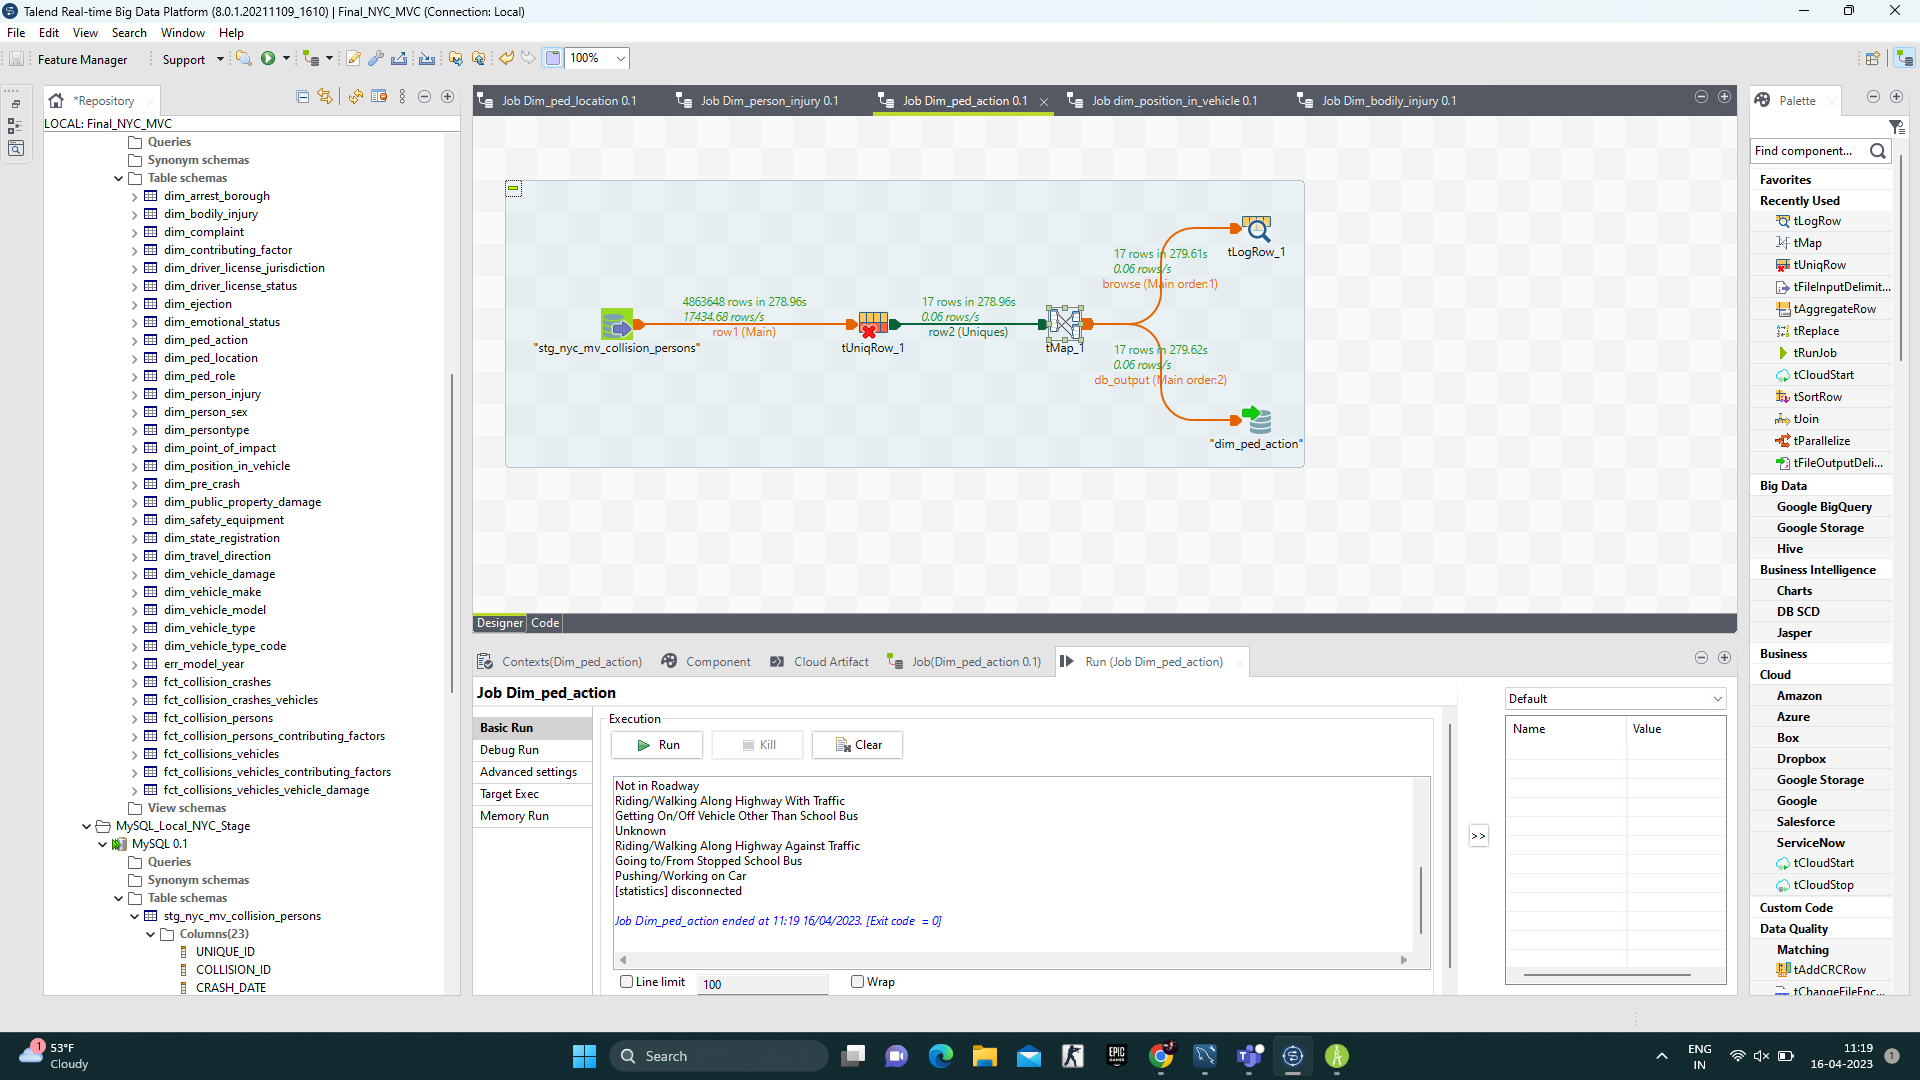 Talend Real-time Big Data Platform (8.0.1.20211109_1610) | Final_NYC_MVC (Connection: Local)
File Edit View Search Window Help
Feature Manager Support 100%
*Repository
LOCAL: Final_NYC_MVC
Queries
Synonym schemas
Table schemas
dim_arrest_borough
dim_bodily_injury
dim_complaint
dim_contributing_factor
dim_driver_license_jurisdiction
dim_driver_license_status
dim_ejection
dim_emotional_status
dim_ped_action
dim_ped_location
dim_ped_role
dim_person_injury
dim_person_sex
dim_persontype
dim_point_of_impact
dim_position_in_vehicle
dim_pre_crash
dim_public_property_damage
dim_safety_equipment
dim_state_registration
dim_travel_direction
dim_vehicle_damage
dim_vehicle_make
dim_vehicle_model
dim_vehicle_type
dim_vehicle_type_code
err_model_year
fct_collision_crashes
fct_collision_crashes_vehicles
fct_collision_persons
fct_collision_persons_contributing_factors
fct_collisions_vehicles
fct_collisions_vehicles_contributing_factors
fct_collisions_vehicles_vehicle_damage
View schemas
MySQL_Local_NYC_Stage
MySQL 0.1
Queries
Synonym schemas
Table schemas
stg_nyc_mv_collision_persons
Columns(23)
UNIQUE_ID
COLLISION_ID
CRASH_DATE
Job Dim_ped_location 0.1 Job Dim_person_injury 0.1 Job Dim_ped_action 0.1 Job dim_position_in_vehicle 0.1 Job Dim_bodily_injury 0.1
17 rows in 279.61s
0.06 rows/s
browse (Main order:1)
tLogRow_1
4863648 rows in 278.96s
17434.68 rows/s
row1 (Main)
17 rows in 278.96s
0.06 rows/s
row2 (Uniques)
"stg_nyc_mv_collision_persons"
tUniqRow_1
tMap_1
17 rows in 279.62s
0.06 rows/s
db_output (Main order:2)
"dim_ped_action"
Designer Code
Contexts(Dim_ped_action) Component Cloud Artifact Job(Dim_ped_action 0.1) Run (Job Dim_ped_action)
Job Dim_ped_action
Basic Run
Debug Run
Advanced settings
Target Exec
Memory Run
Execution
Run Kill Clear
Not in Roadway
Riding/Walking Along Highway With Traffic
Getting On/Off Vehicle Other Than School Bus
Unknown
Riding/Walking Along Highway Against Traffic
Going to/From Stopped School Bus
Pushing/Working on Car
[statistics] disconnected
Job Dim_ped_action ended at 11:19 16/04/2023. [Exit code  = 0]
Line limit 100 Wrap
>>
Default
Name Value
Palette
Find component...
Favorites
Recently Used
tLogRow
tMap
tUniqRow
tFileInputDelimit...
tAggregateRow
tReplace
tRunJob
tCloudStart
tSortRow
tJoin
tParallelize
tFileOutputDeli...
Big Data
Google BigQuery
Google Storage
Hive
Business Intelligence
Charts
DB SCD
Jasper
Business
Cloud
Amazon
Azure
Box
Dropbox
Google Storage
Google
Salesforce
ServiceNow
tCloudStart
tCloudStop
Custom Code
Data Quality
Matching
tAddCRCRow
tChangeFileEnc...
1
53°F
Cloudy
Search
EPIC
GAMES
ENG
IN
11:19
16-04-2023
1